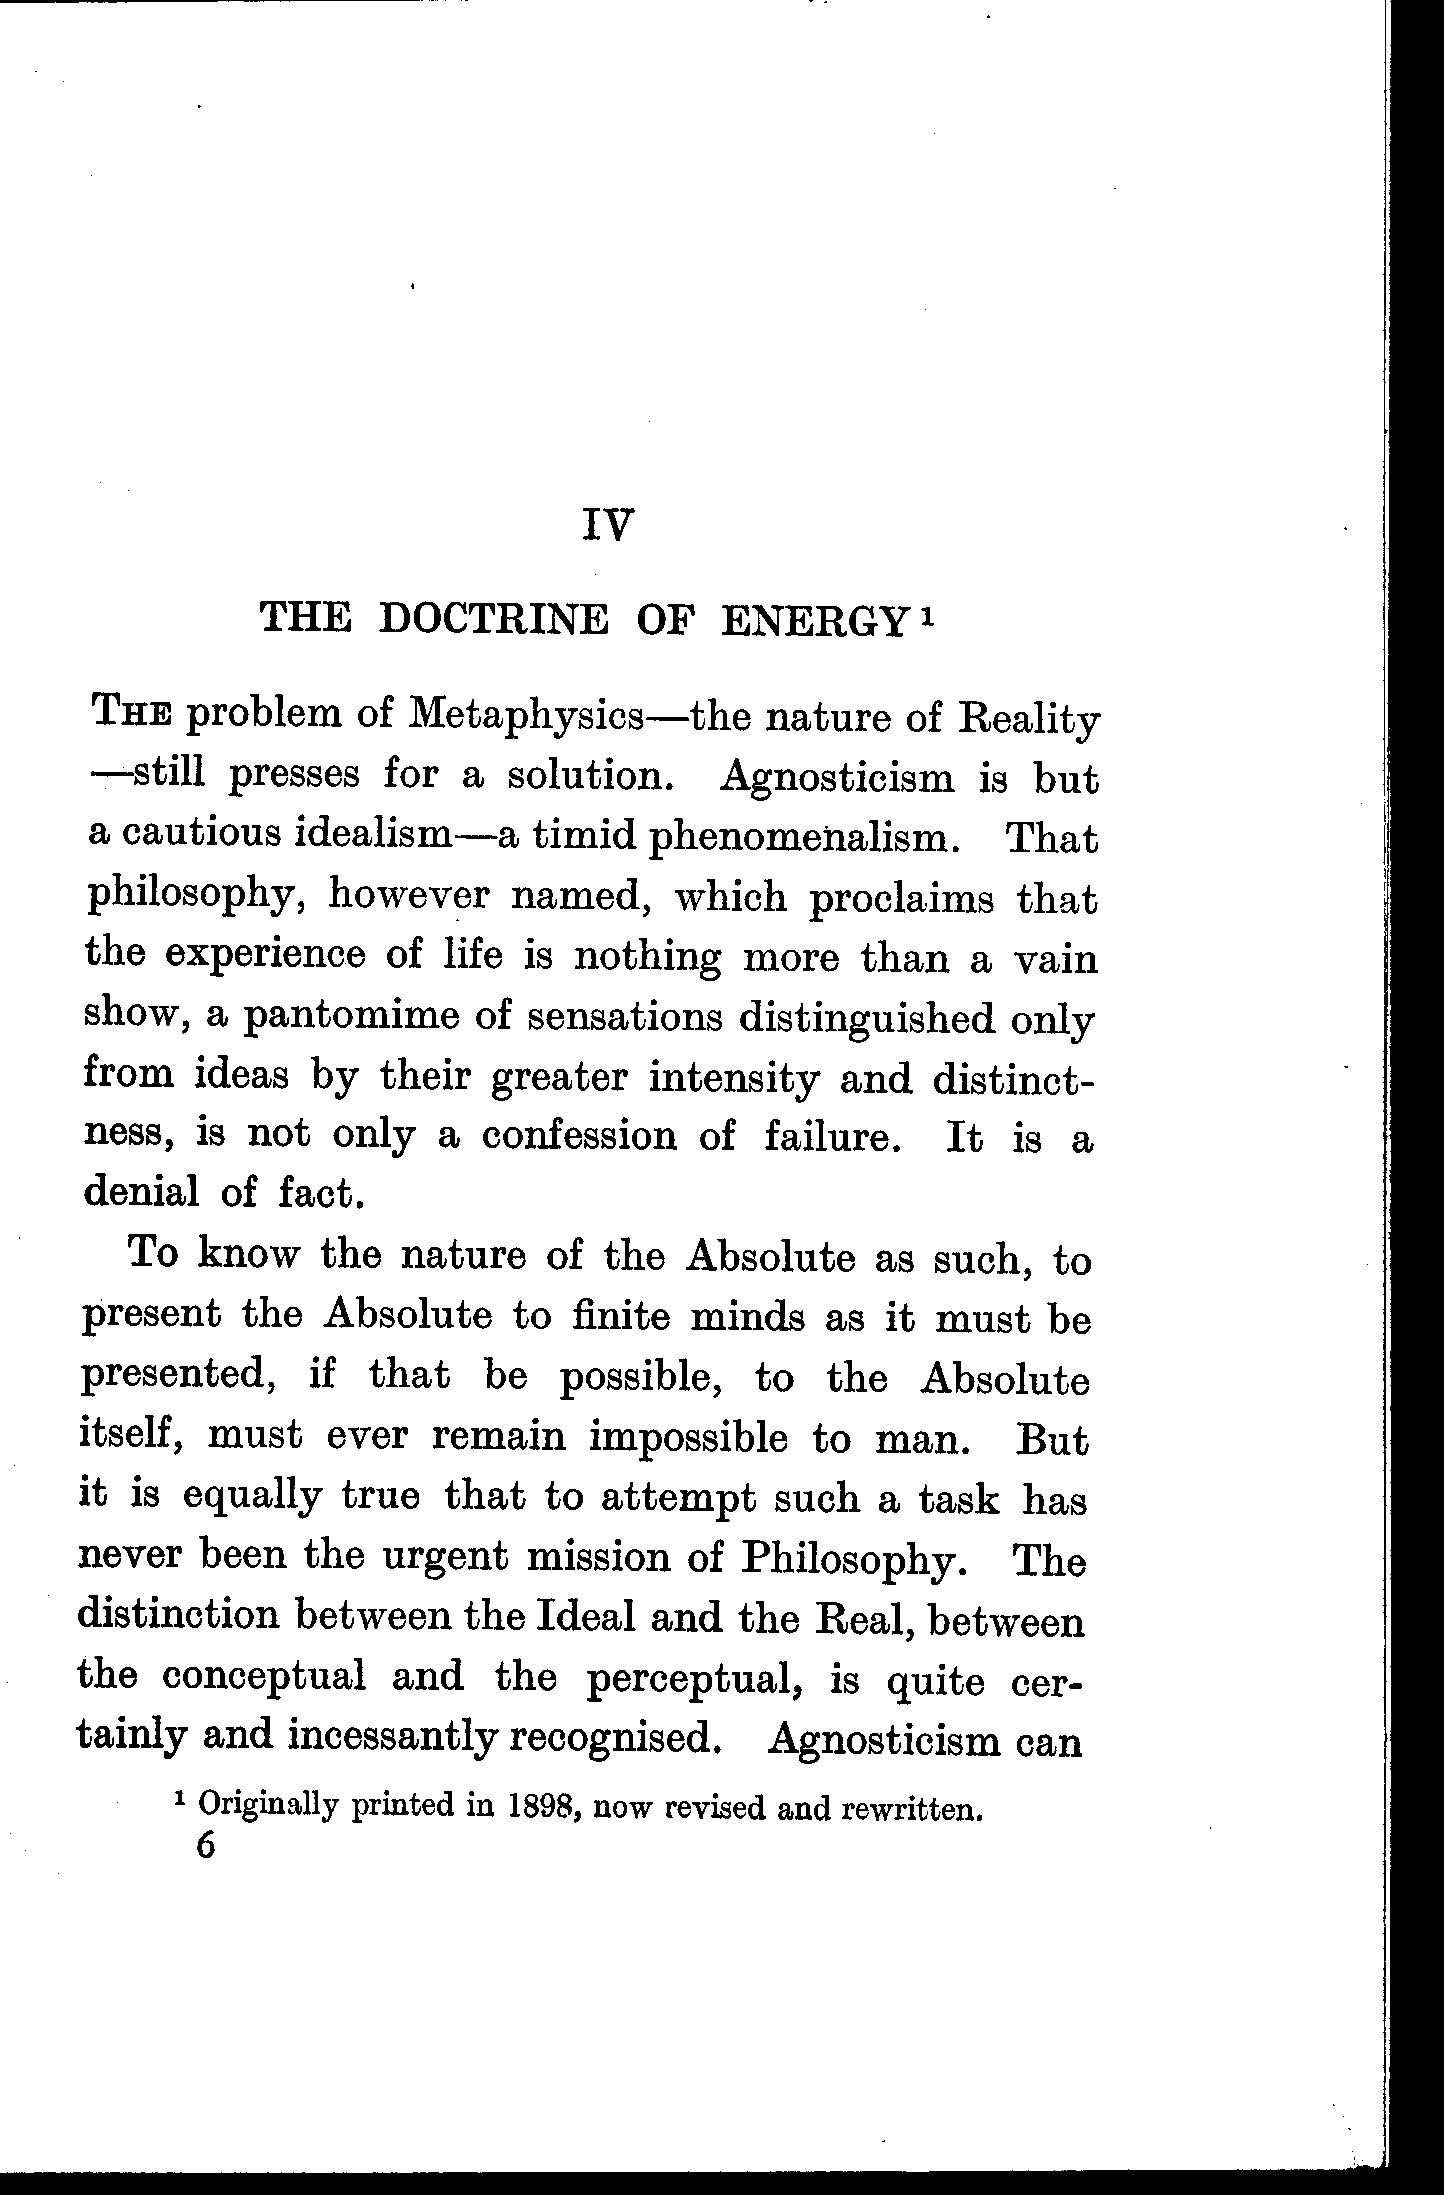 IV
THE DOCTRINE OF ENERGY¹
THE problem of Metaphysics—the nature of Reality
—still presses for a solution. Agnosticism is but
a cautious idealism—a timid phenomenalism. That
philosophy, however named, which proclaims that
the experience of life is nothing more than a vain
show, a pantomime of sensations distinguished only
from ideas by their greater intensity and distinct-
ness, is not only a confession of failure. It is a
denial of fact.
To know the nature of the Absolute as such, to
present the Absolute to finite minds as it must be
presented, if that be possible, to the Absolute
itself, must ever remain impossible to man. But
it is equally true that to attempt such a task has
never been the urgent mission of Philosophy. The
distinction between the Ideal and the Real, between
the conceptual and the perceptual, is quite cer-
tainly and incessantly recognised. Agnosticism can
¹ Originally printed in 1898, now revised and rewritten.
6